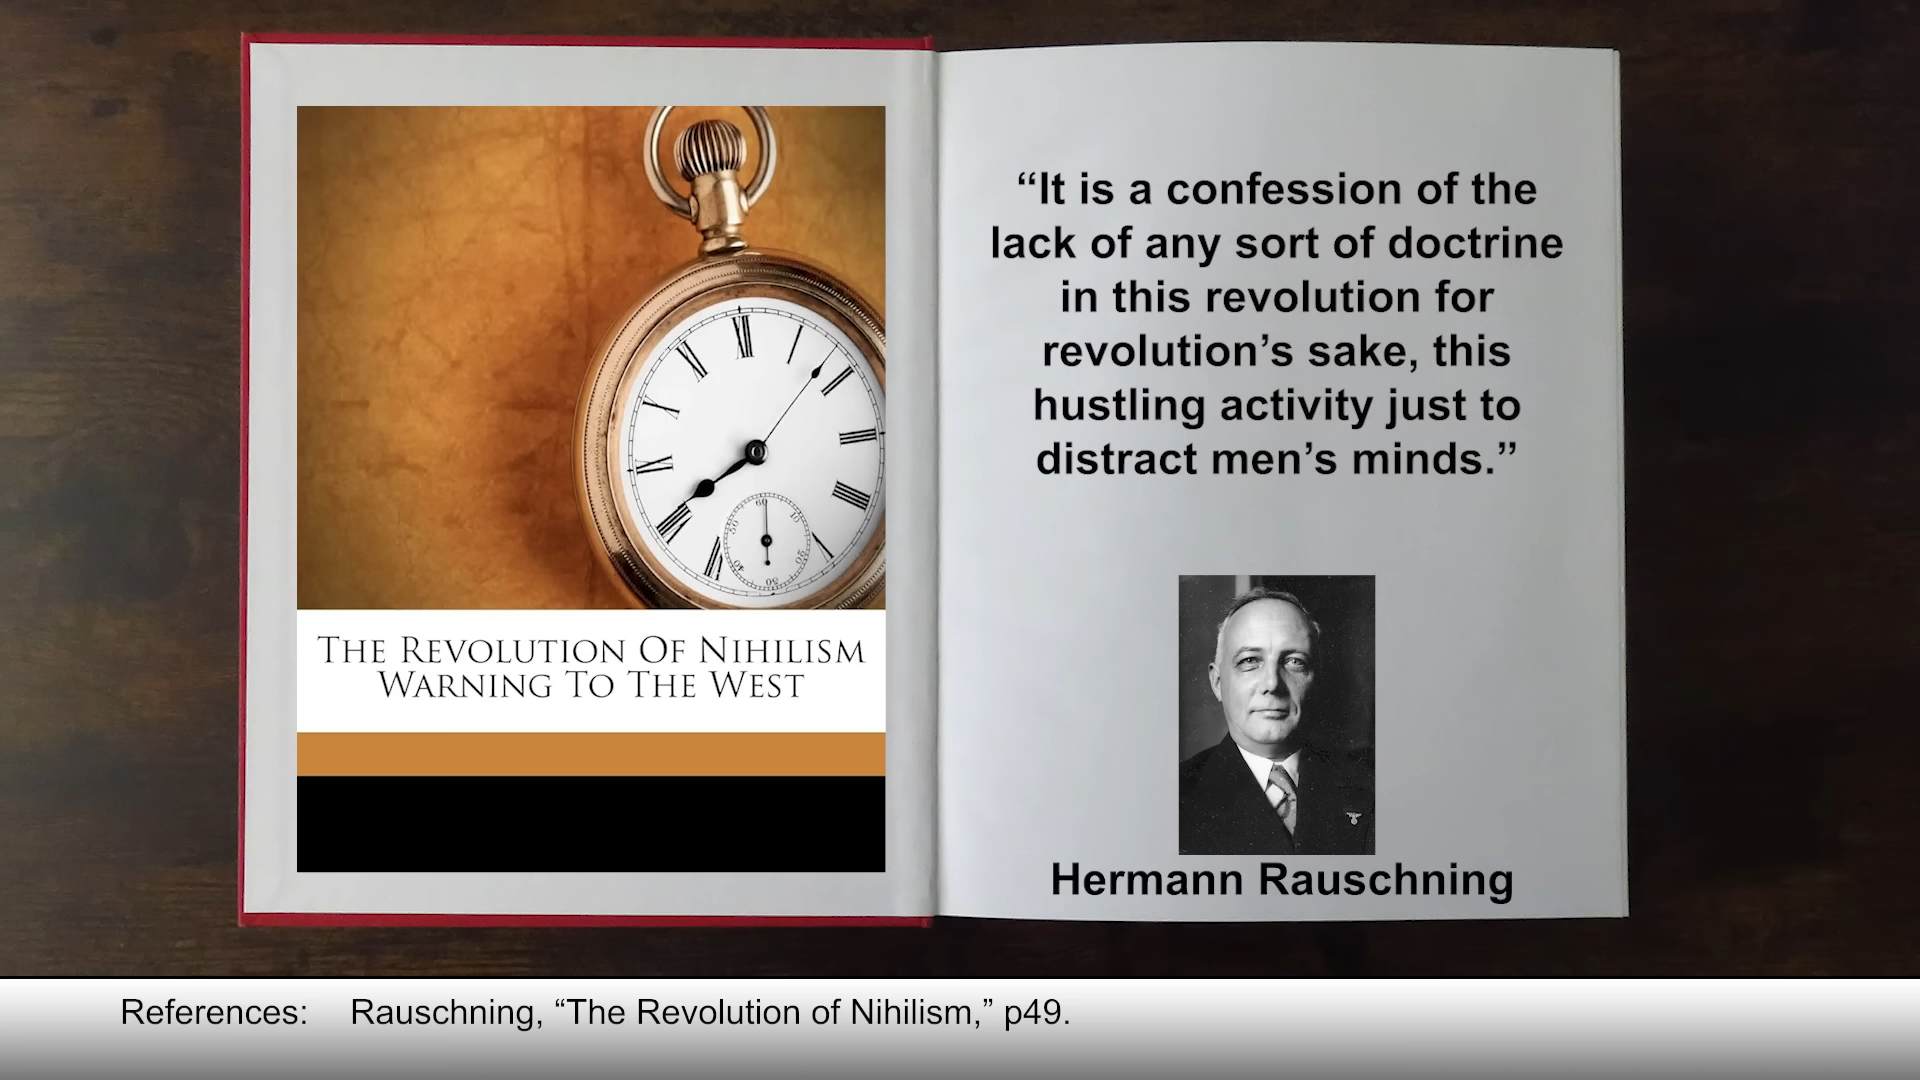 THE REVOLUTION OF NIHILISM
WARNING TO THE WEST
“It is a confession of the
lack of any sort of doctrine
in this revolution for
revolution’s sake, this
hustling activity just to
distract men’s minds.”
Hermann Rauschning
References: Rauschning, “The Revolution of Nihilism,” p49.